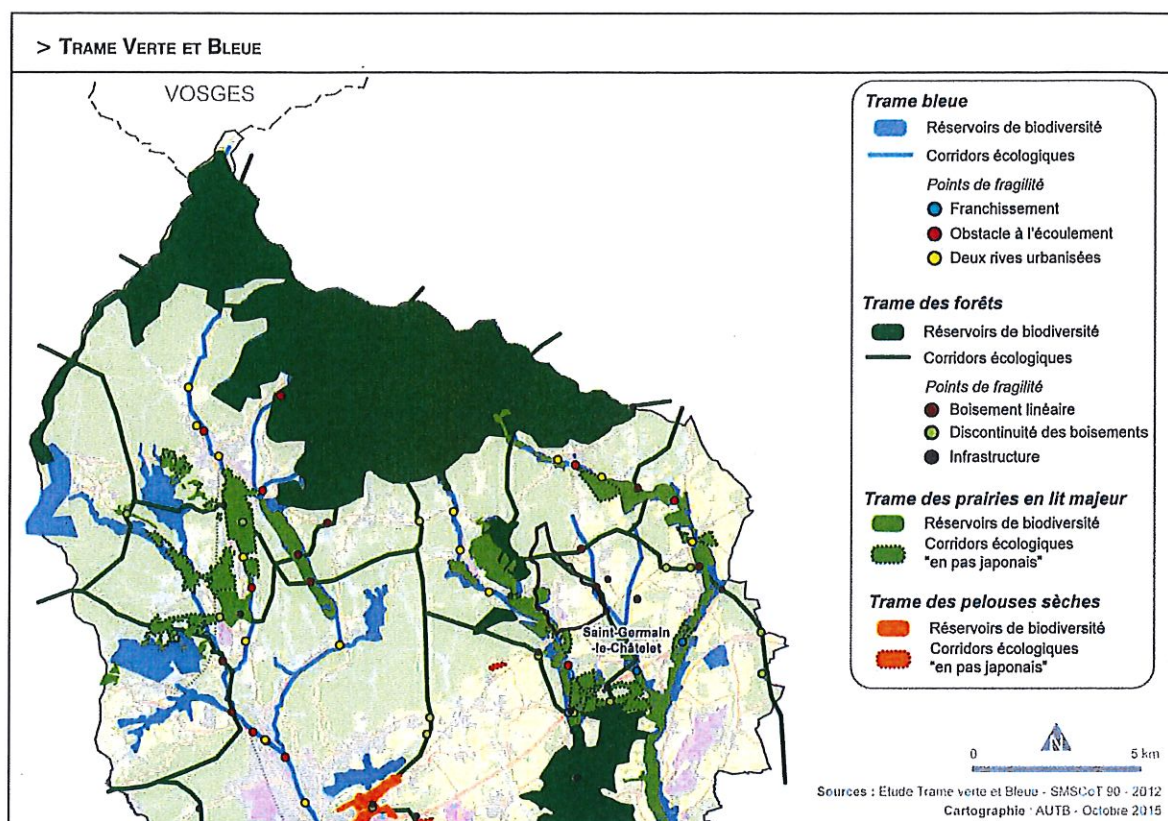 > Trame Verte et Bleue
VOSGES
Saint-Germain
-le-Châtelet
Trame bleue
Réservoirs de biodiversité
Corridors écologiques
Points de fragilité
Franchissement
Obstacle à l'écoulement
Deux rives urbanisées
Trame des forêts
Réservoirs de biodiversité
Corridors écologiques
Points de fragilité
Boisement linéaire
Discontinuité des boisements
Infrastructure
Trame des prairies en lit majeur
Réservoirs de biodiversité
Corridors écologiques
"en pas japonais"
Trame des pelouses sèches
Réservoirs de biodiversité
Corridors écologiques
"en pas japonais"
N
0 5 km
Sources : Etude Trame verte et Bleue - SMSCoT 90 - 2012
Cartographie : AUTB - Octobre 2015